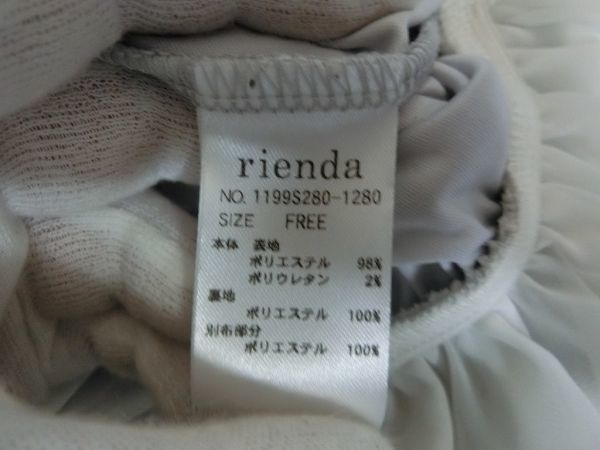 rienda
NO. 1199S280-1280
SIZE FREE
本体 表地
ポリエステル 98%
ポリウレタン 2%
裏地
ポリエステル 100%
別布部分
ポリエステル 100%